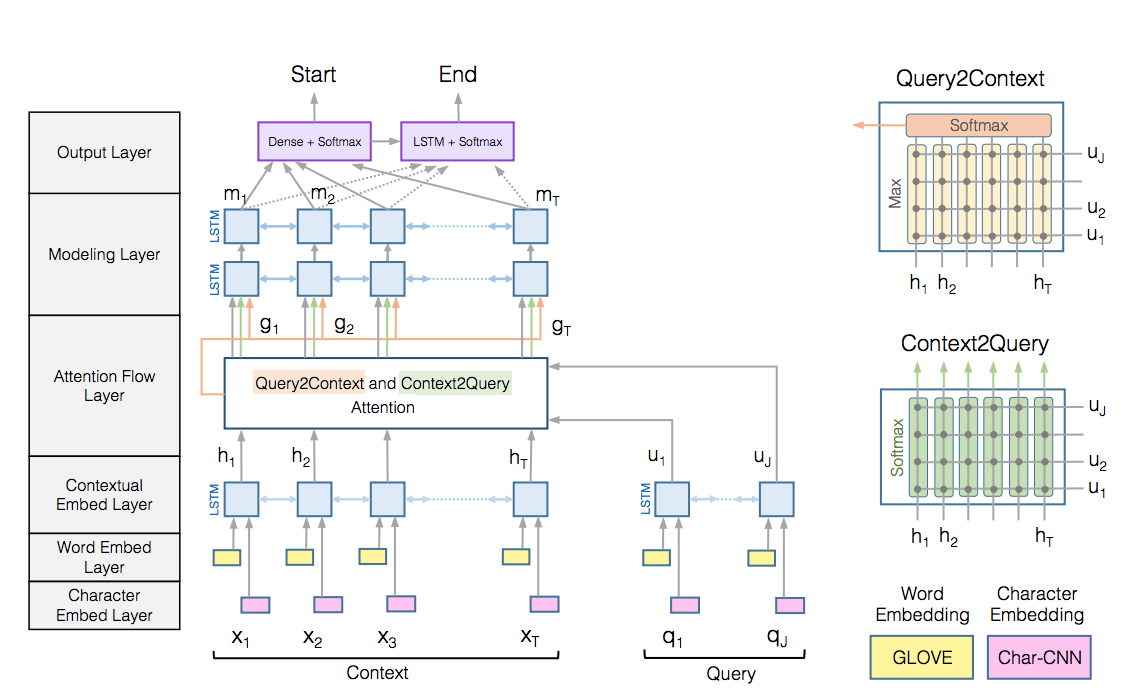 Start
End
Query2Context
Output Layer
Dense + Softmax
LSTM + Softmax
Softmax
Max
uJ
u2
u1
h1 h2 hT
Modeling Layer
m1 m2 mT
LSTM
LSTM
Attention Flow
Layer
g1 g2 gT
Query2Context and Context2Query
Attention
Context2Query
Softmax
uJ
u2
u1
h1 h2 hT
Contextual
Embed Layer
h1 h2 hT
u1 uJ
LSTM
LSTM
Word Embed
Layer
Character
Embed Layer
x1 x2 x3 xT
q1 qJ
Context
Query
Word
Embedding
Character
Embedding
GLOVE
Char-CNN